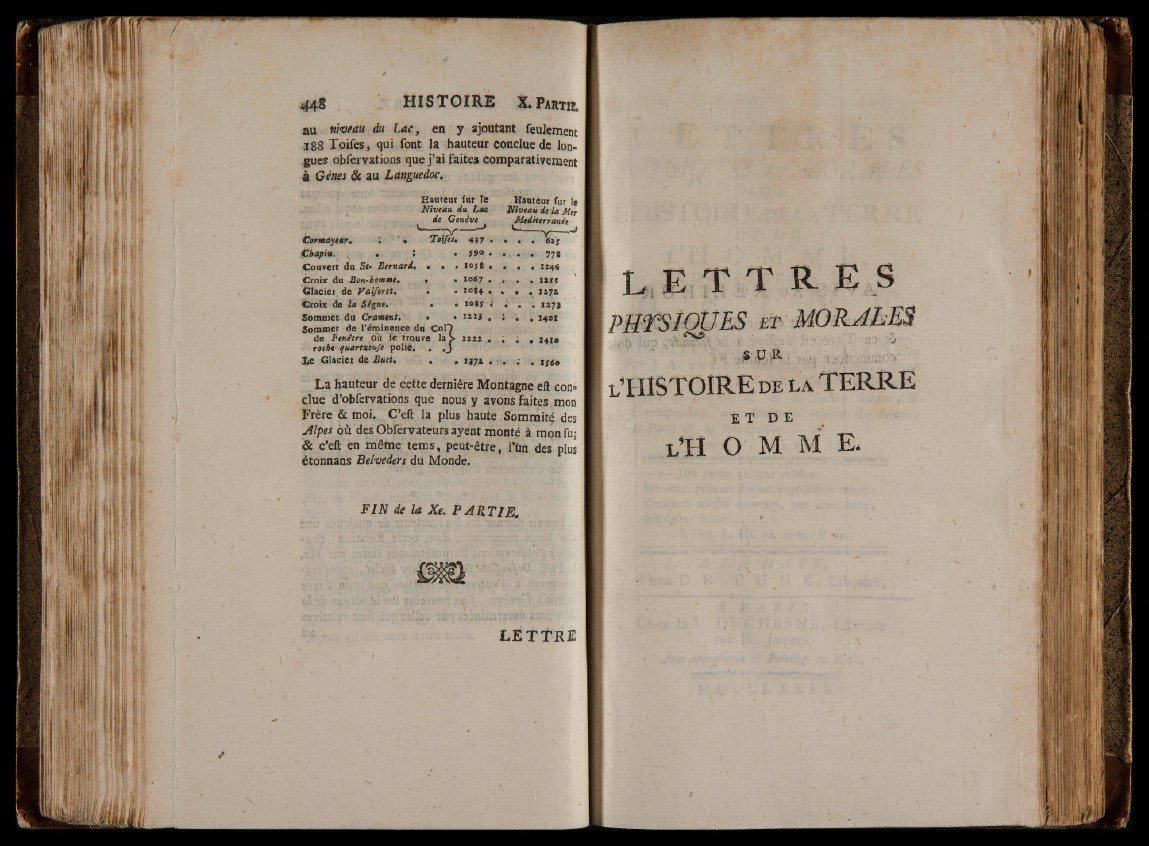 448 HISTOIRE X. PARTIE.
au niveau du Lac, en y ajoutant ſeulement
188 Toiſes, qui ſont la hauteur conclue de lon-
gues obſervations que j'ai faites comparativement
à Gènes & au Languedoc.
Hauteur ſur le Hauteur ſur le
Niveau du Lac Niveau de la Mer
de Genève Mediterranée
Cormayeur. Toiſes. 437 . . . . 625
Chapiu. . : . 590 . . . . 778
Couvert du St. Bernard. . . . 1058 . . . . 1246
Croix du Bon-homme. . . 1067 . . . . 1255
Glacier de Valſoret. . . 1084 . . . . 1272
Croix de la Sègne. . . 1085 . . . . 1273
Sommet du Crament. . . 1213 . . . . 1401
Sommet de l'éminence du Col
de Fenêtre où ſe trouve la } 1222 . . . . 1410
roche quartzeuſe polie. . .
Le Glacier de Buet. . . 1372 . . . . 1560
La hauteur de cette dernière Montagne eſt con-
clue d'obſervations que nous y avons faites mon
Frère & moi. C'eſt la plus haute Sommité des
Alpes où des Obſervateurs ayent monté à mon ſu;
& c'eſt en même tems, peut-être, l'un des plus
étonnans Belveders du Monde.
FIN de la Xe. PARTIE.
LETTRE
LETTRES
PHYSIQUES ET MORALES
SUR
L'HISTOIRE DE LA TERRE
ET DE
L'HOMME.